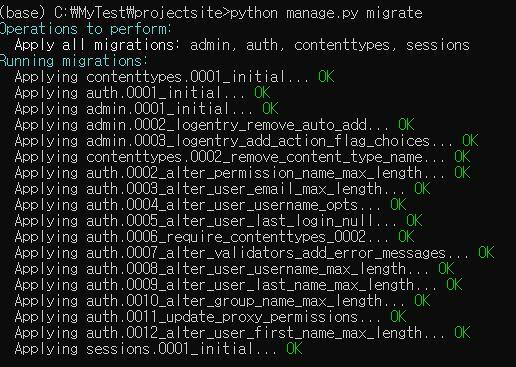 (base) C:₩MyTest₩projectsite>python manage.py migrate
Operations to perform:
  Apply all migrations: admin, auth, contenttypes, sessions
Running migrations:
  Applying contenttypes.0001_initial... OK
  Applying auth.0001_initial... OK
  Applying admin.0001_initial... OK
  Applying admin.0002_logentry_remove_auto_add... OK
  Applying admin.0003_logentry_add_action_flag_choices... OK
  Applying contenttypes.0002_remove_content_type_name... OK
  Applying auth.0002_alter_permission_name_max_length... OK
  Applying auth.0003_alter_user_email_max_length... OK
  Applying auth.0004_alter_user_username_opts... OK
  Applying auth.0005_alter_user_last_login_null... OK
  Applying auth.0006_require_contenttypes_0002... OK
  Applying auth.0007_alter_validators_add_error_messages... OK
  Applying auth.0008_alter_user_username_max_length... OK
  Applying auth.0009_alter_user_last_name_max_length... OK
  Applying auth.0010_alter_group_name_max_length... OK
  Applying auth.0011_update_proxy_permissions... OK
  Applying auth.0012_alter_user_first_name_max_length... OK
  Applying sessions.0001_initial... OK